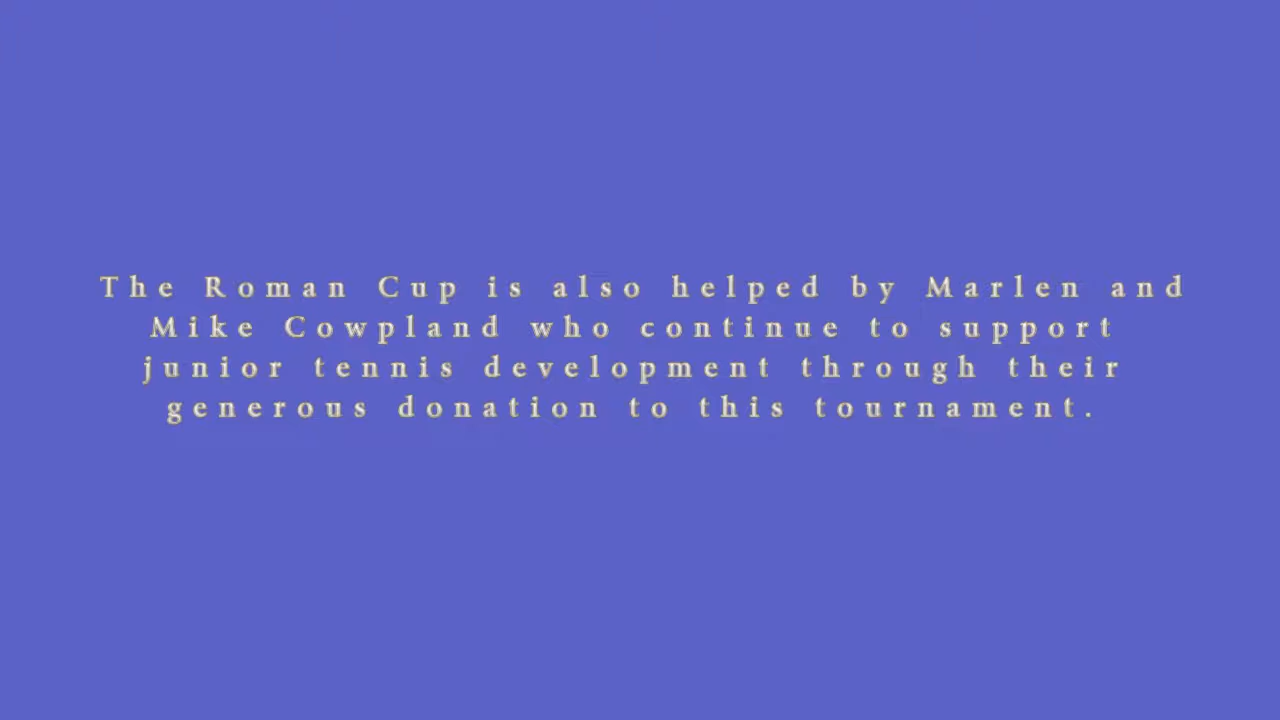 The Roman Cup is also helped by Marlen and
Mike Cowpland who continue to support
junior tennis development through their
generous donation to this tournament.